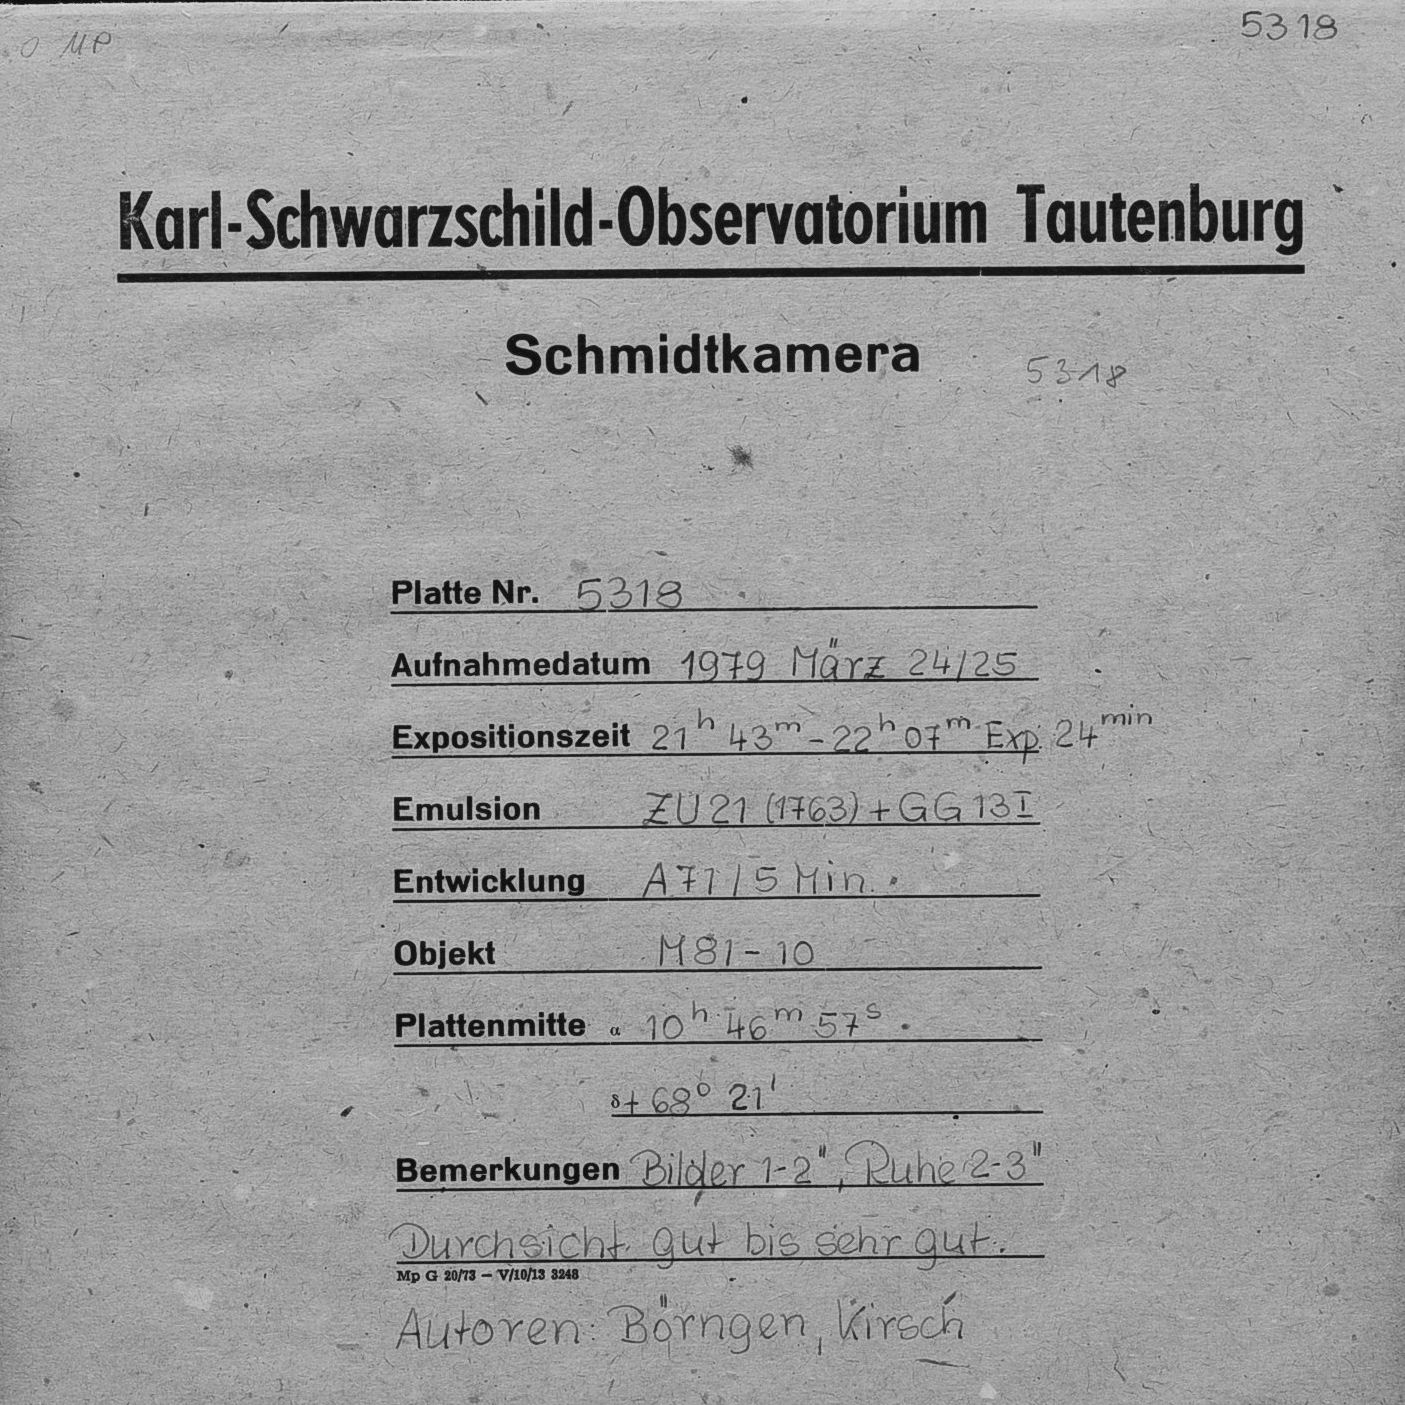 O MP
5318
Karl-Schwarzschild-Observatorium Tautenburg
Schmidtkamera
5318
Platte Nr. 5318
Aufnahmedatum 1979 März 24/25
Expositionszeit 21ʰ 43ᵐ – 22ʰ 07ᵐ Exp. 24ᵐⁱⁿ
Emulsion ZU 21 (1763) + GG 13 I
Entwicklung A71 / 5 Min.
Objekt M 81 - 10
Plattenmitte α 10ʰ 46ᵐ 57ˢ
δ + 68° 21'
Bemerkungen Bilder 1-2", Ruhe 2-3"
Durchsicht gut bis sehr gut.
Mp G 20/73 – V/10/13 3248
Autoren: Börngen, Kirsch